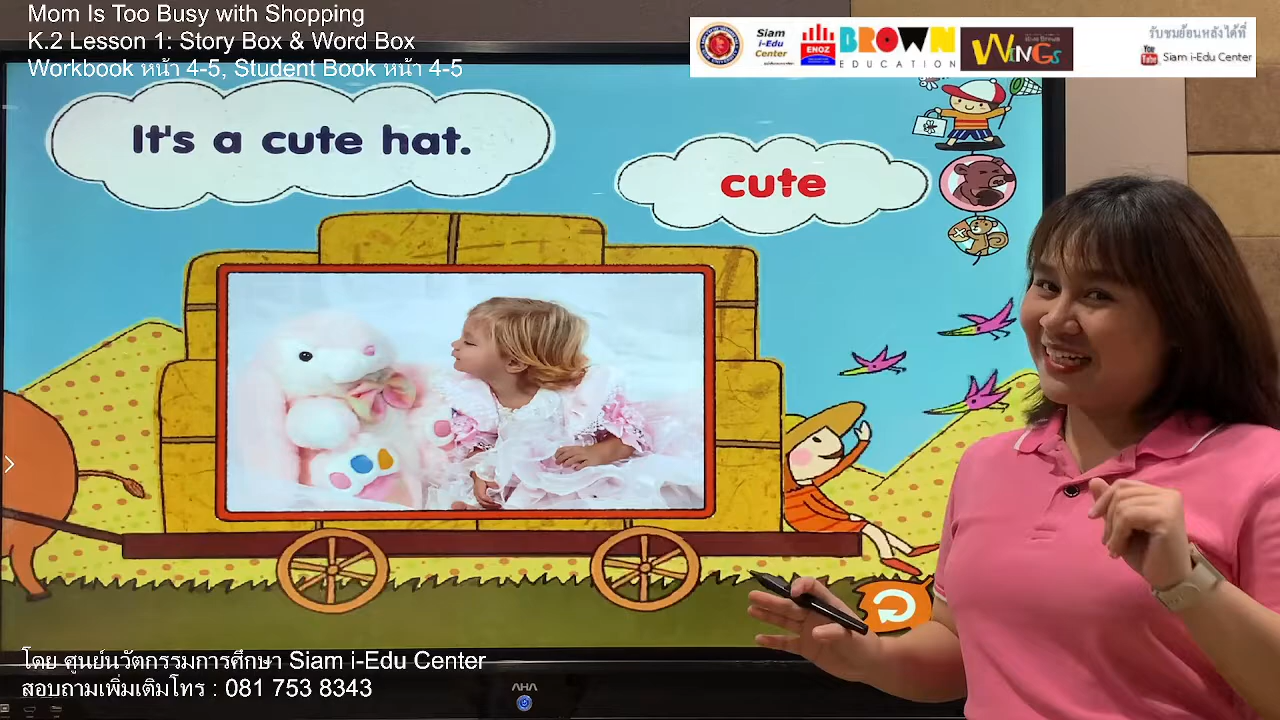 Mom Is Too Busy with Shopping
K.2 Lesson 1: Story Box & Word Box
Workbook หน้า 4-5, Student Book หน้า 4-5
Siam
i-Edu
Center
ENOZ
BROWN
EDUCATION
WiNGs
รับชมย้อนหลังได้ที่
You
Tube
Siam i-Edu Center
It's a cute hat.
cute
โดย ศูนย์นวัตกรรมการศึกษา Siam i-Edu Center
สอบถามเพิ่มเติมโทร : 081 753 8343
AHA